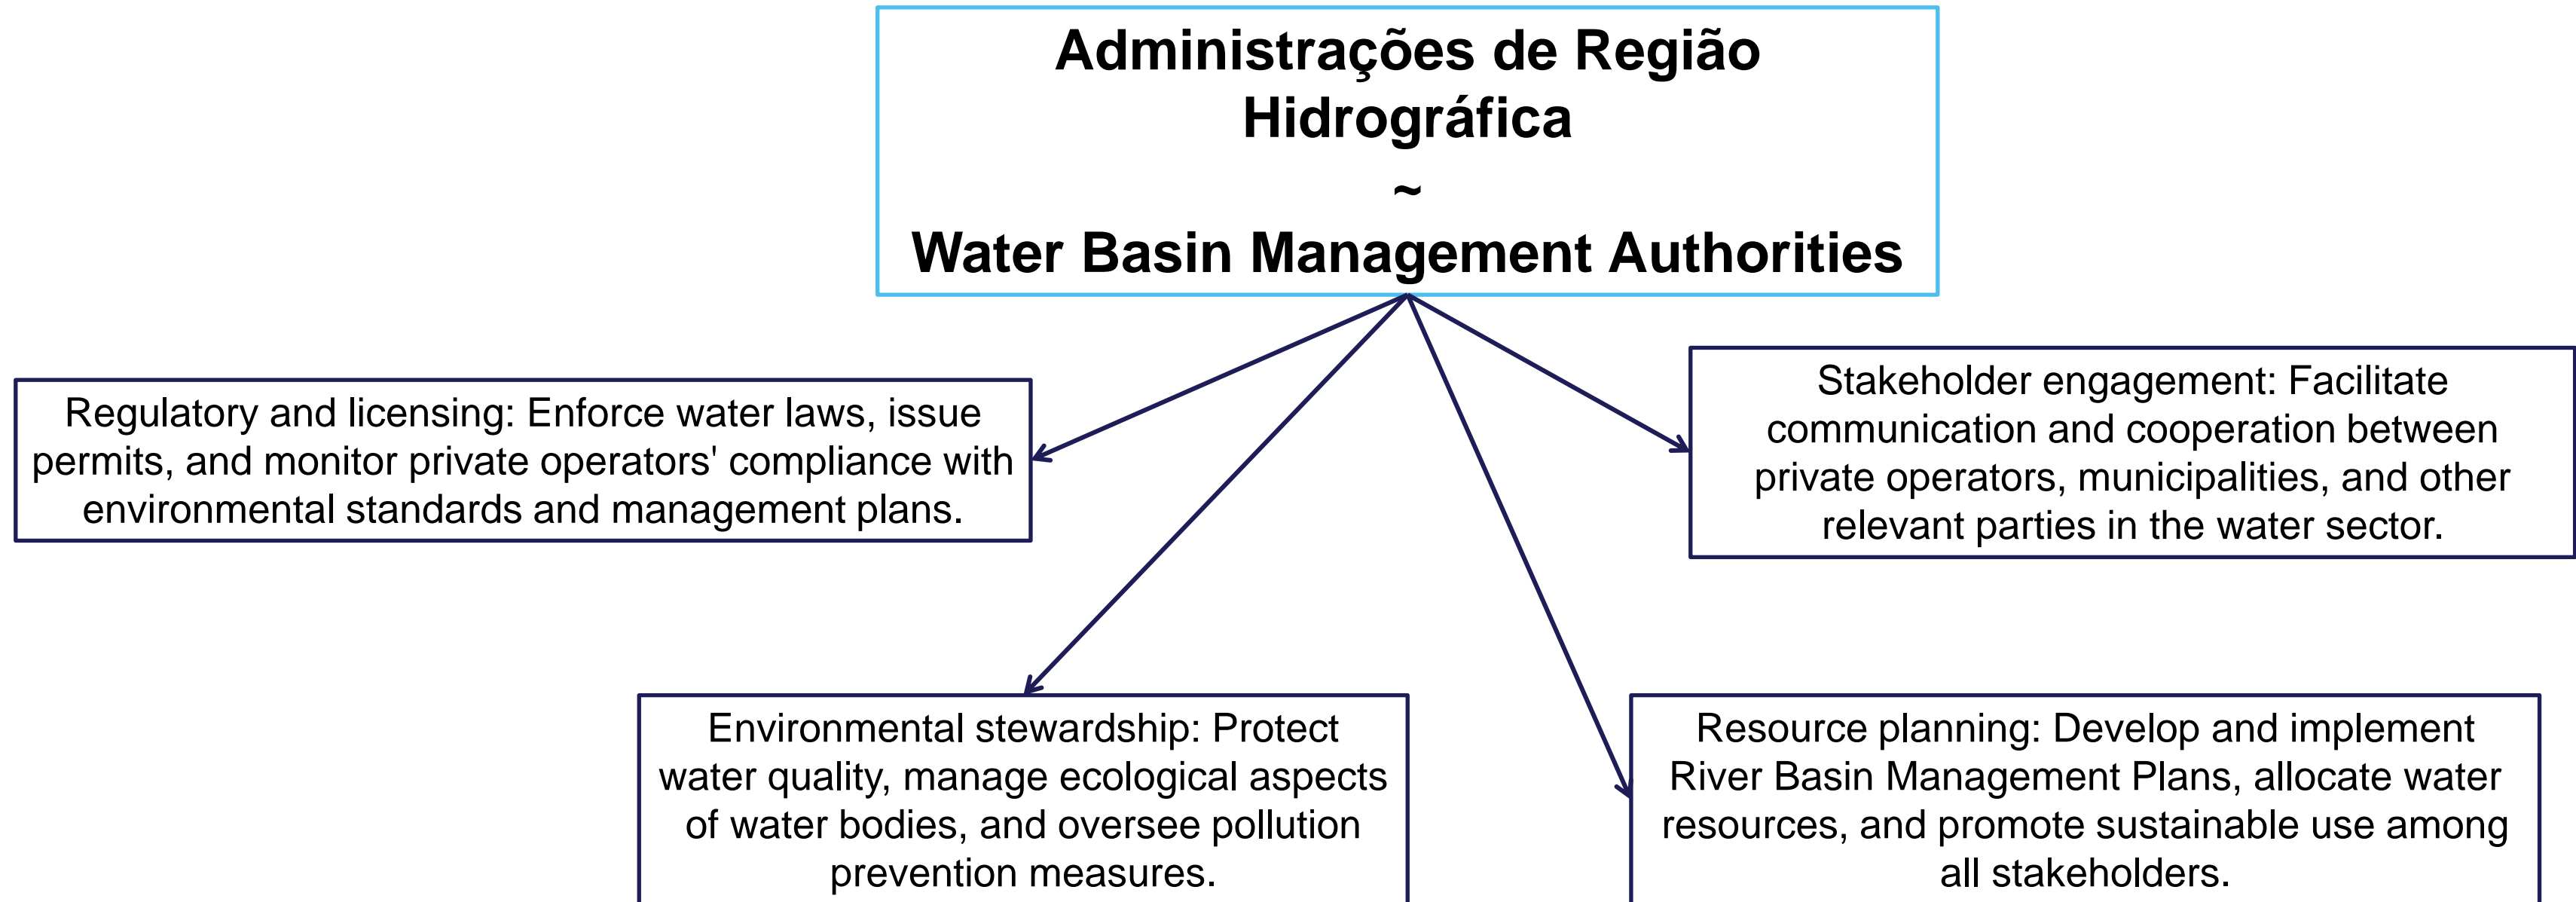 Administrações de Região
Hidrográfica
~
Water Basin Management Authorities
Regulatory and licensing: Enforce water laws, issue
permits, and monitor private operators' compliance with
environmental standards and management plans.
Stakeholder engagement: Facilitate
communication and cooperation between
private operators, municipalities, and other
relevant parties in the water sector.
Environmental stewardship: Protect
water quality, manage ecological aspects
of water bodies, and oversee pollution
prevention measures.
Resource planning: Develop and implement
River Basin Management Plans, allocate water
resources, and promote sustainable use among
all stakeholders.